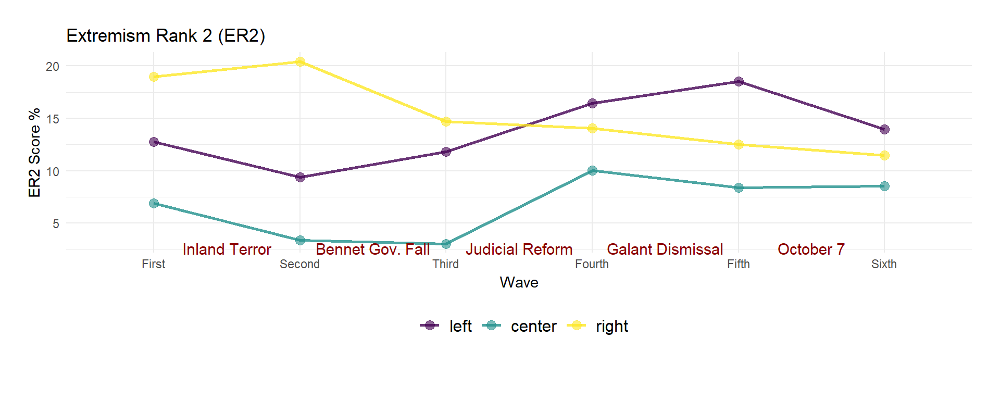 Extremism Rank 2 (ER2)
ER2 Score %
20
15
10
5
Inland Terror Bennet Gov. Fall Judicial Reform Galant Dismissal October 7
First Second Third Fourth Fifth Sixth
Wave
left center right